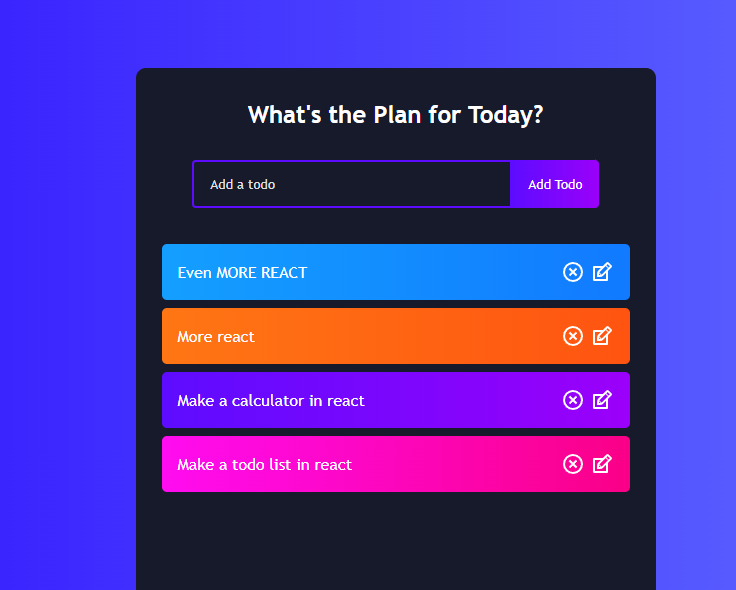 What's the Plan for Today?
Add a todo
Add Todo
Even MORE REACT
More react
Make a calculator in react
Make a todo list in react